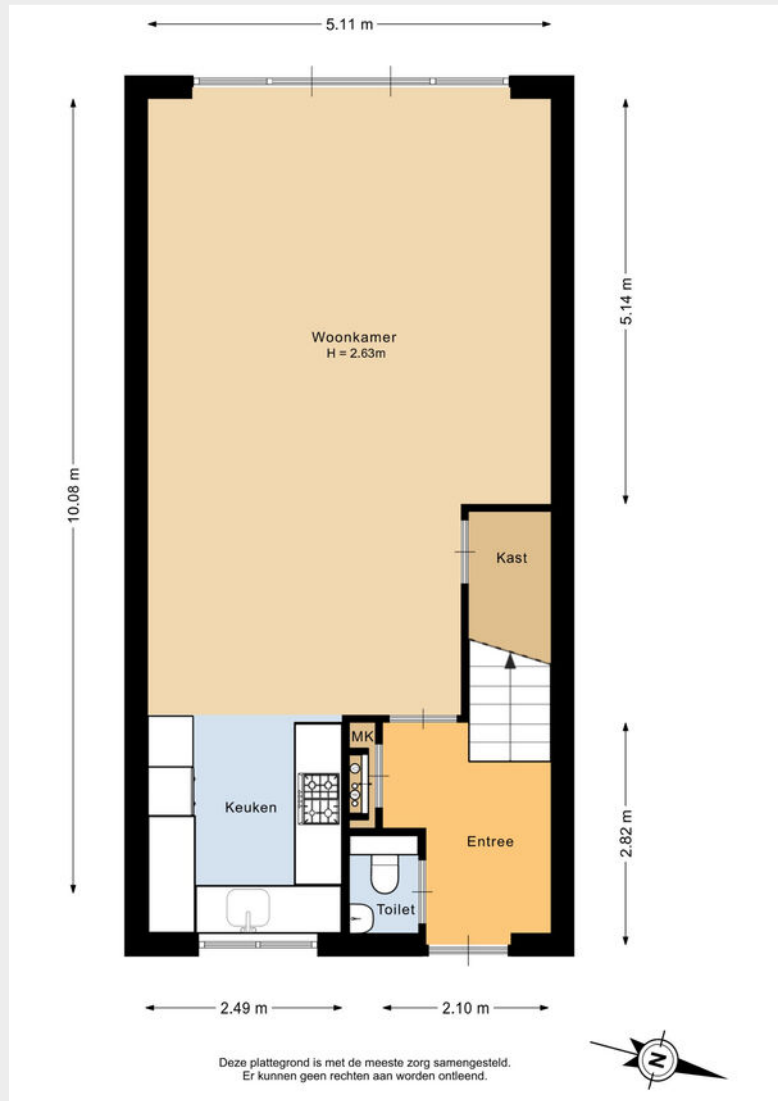 5.11 m
5.14 m
Woonkamer
H = 2.63m
10.08 m
Kast
MK
Keuken
Entree
2.82 m
Toilet
2.49 m
2.10 m
Deze plattegrond is met de meeste zorg samengesteld.
Er kunnen geen rechten aan worden ontleend.
N